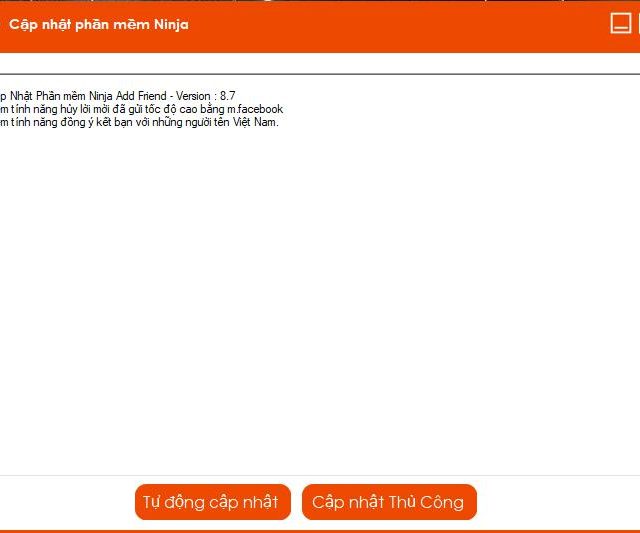 Cập nhật phần mềm Ninja
p Nhật Phần mềm Ninja Add Friend - Version : 8.7
m tính năng hủy lời mời đã gửi tốc độ cao bằng m.facebook
m tính năng đồng ý kết bạn với những người tên Việt Nam.
Tự động cập nhật
Cập nhật Thủ Công